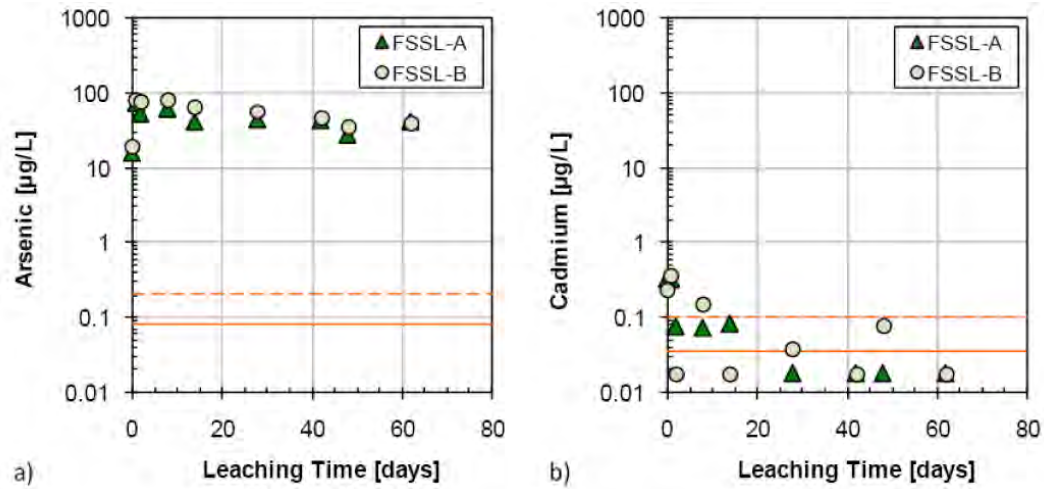 1000
100
10
1
0.1
0.01
Arsenic [µg/L]
FSSL-A
FSSL-B
0 20 40 60 80
Leaching Time [days]
a)
1000
100
10
1
0.1
0.01
Cadmium [µg/L]
FSSL-A
FSSL-B
0 20 40 60 80
Leaching Time [days]
b)